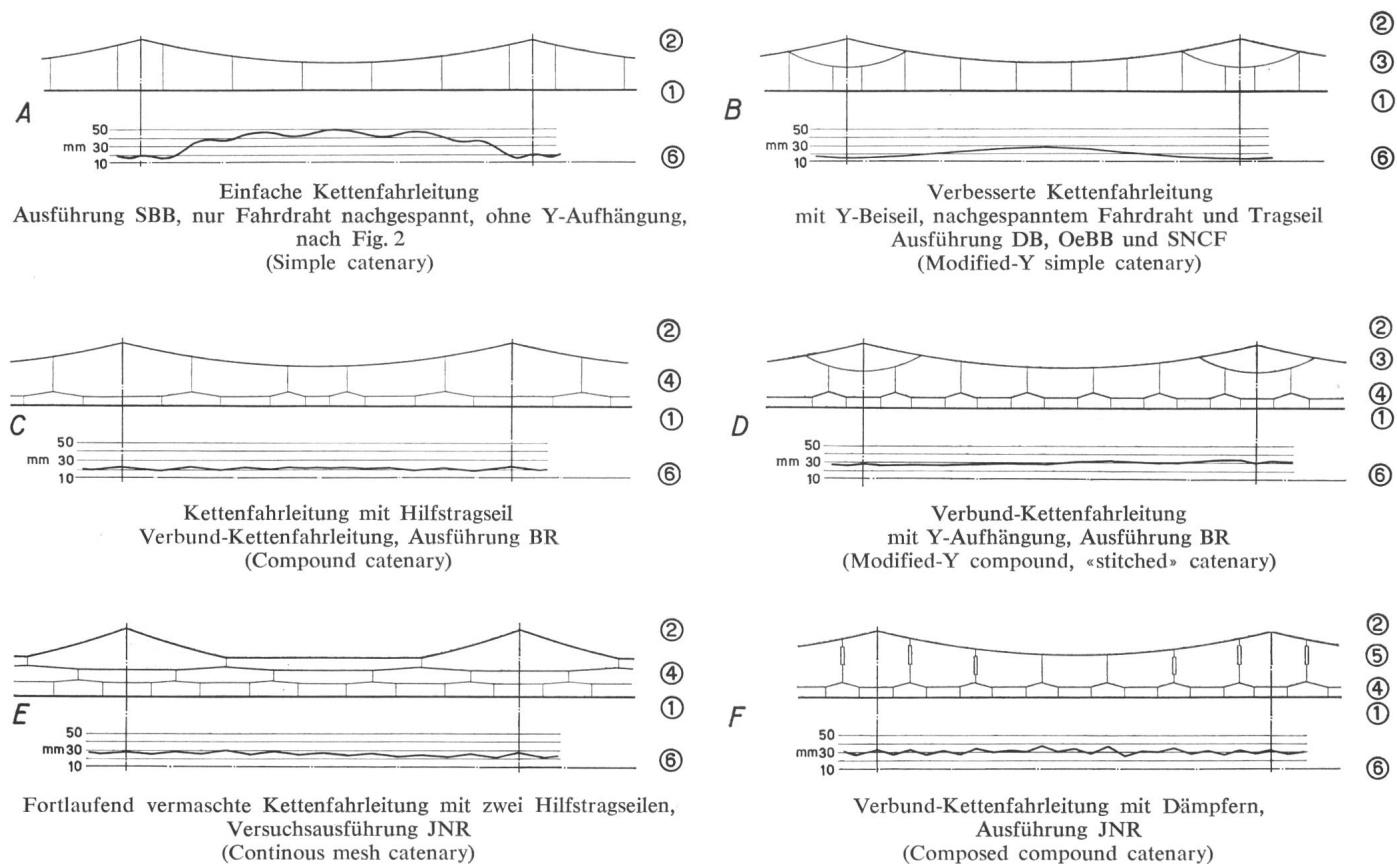 ②
①
A
50
mm 30
10
⑥
Einfache Kettenfahrleitung
Ausführung SBB, nur Fahrdraht nachgespannt, ohne Y-Aufhängung,
nach Fig. 2
(Simple catenary)
②
③
①
B
50
mm 30
10
⑥
Verbesserte Kettenfahrleitung
mit Y-Beiseil, nachgespanntem Fahrdraht und Tragseil
Ausführung DB, OeBB und SNCF
(Modified-Y simple catenary)
②
④
①
C
50
mm 30
10
⑥
Kettenfahrleitung mit Hilfstragseil
Verbund-Kettenfahrleitung, Ausführung BR
(Compound catenary)
②
③
④
①
D
50
mm 30
10
⑥
Verbund-Kettenfahrleitung
mit Y-Aufhängung, Ausführung BR
(Modified-Y compound, «stitched» catenary)
②
④
①
E
50
mm 30
10
⑥
Fortlaufend vermaschte Kettenfahrleitung mit zwei Hilfstragseilen,
Versuchsausführung JNR
(Continous mesh catenary)
②
⑤
④
①
F
50
mm 30
10
⑥
Verbund-Kettenfahrleitung mit Dämpfern,
Ausführung JNR
(Composed compound catenary)